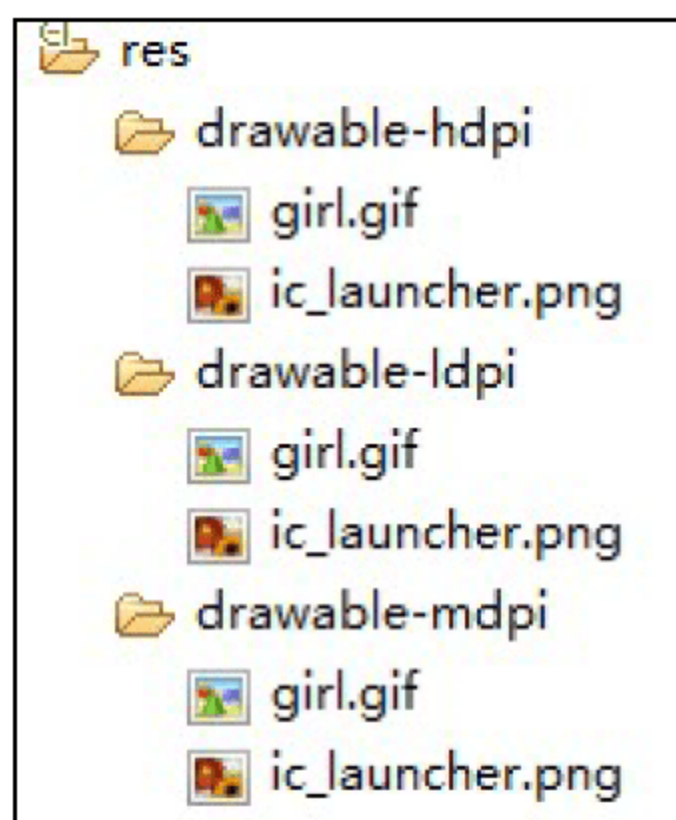 res
drawable-hdpi
girl.gif
ic_launcher.png
drawable-ldpi
girl.gif
ic_launcher.png
drawable-mdpi
girl.gif
ic_launcher.png